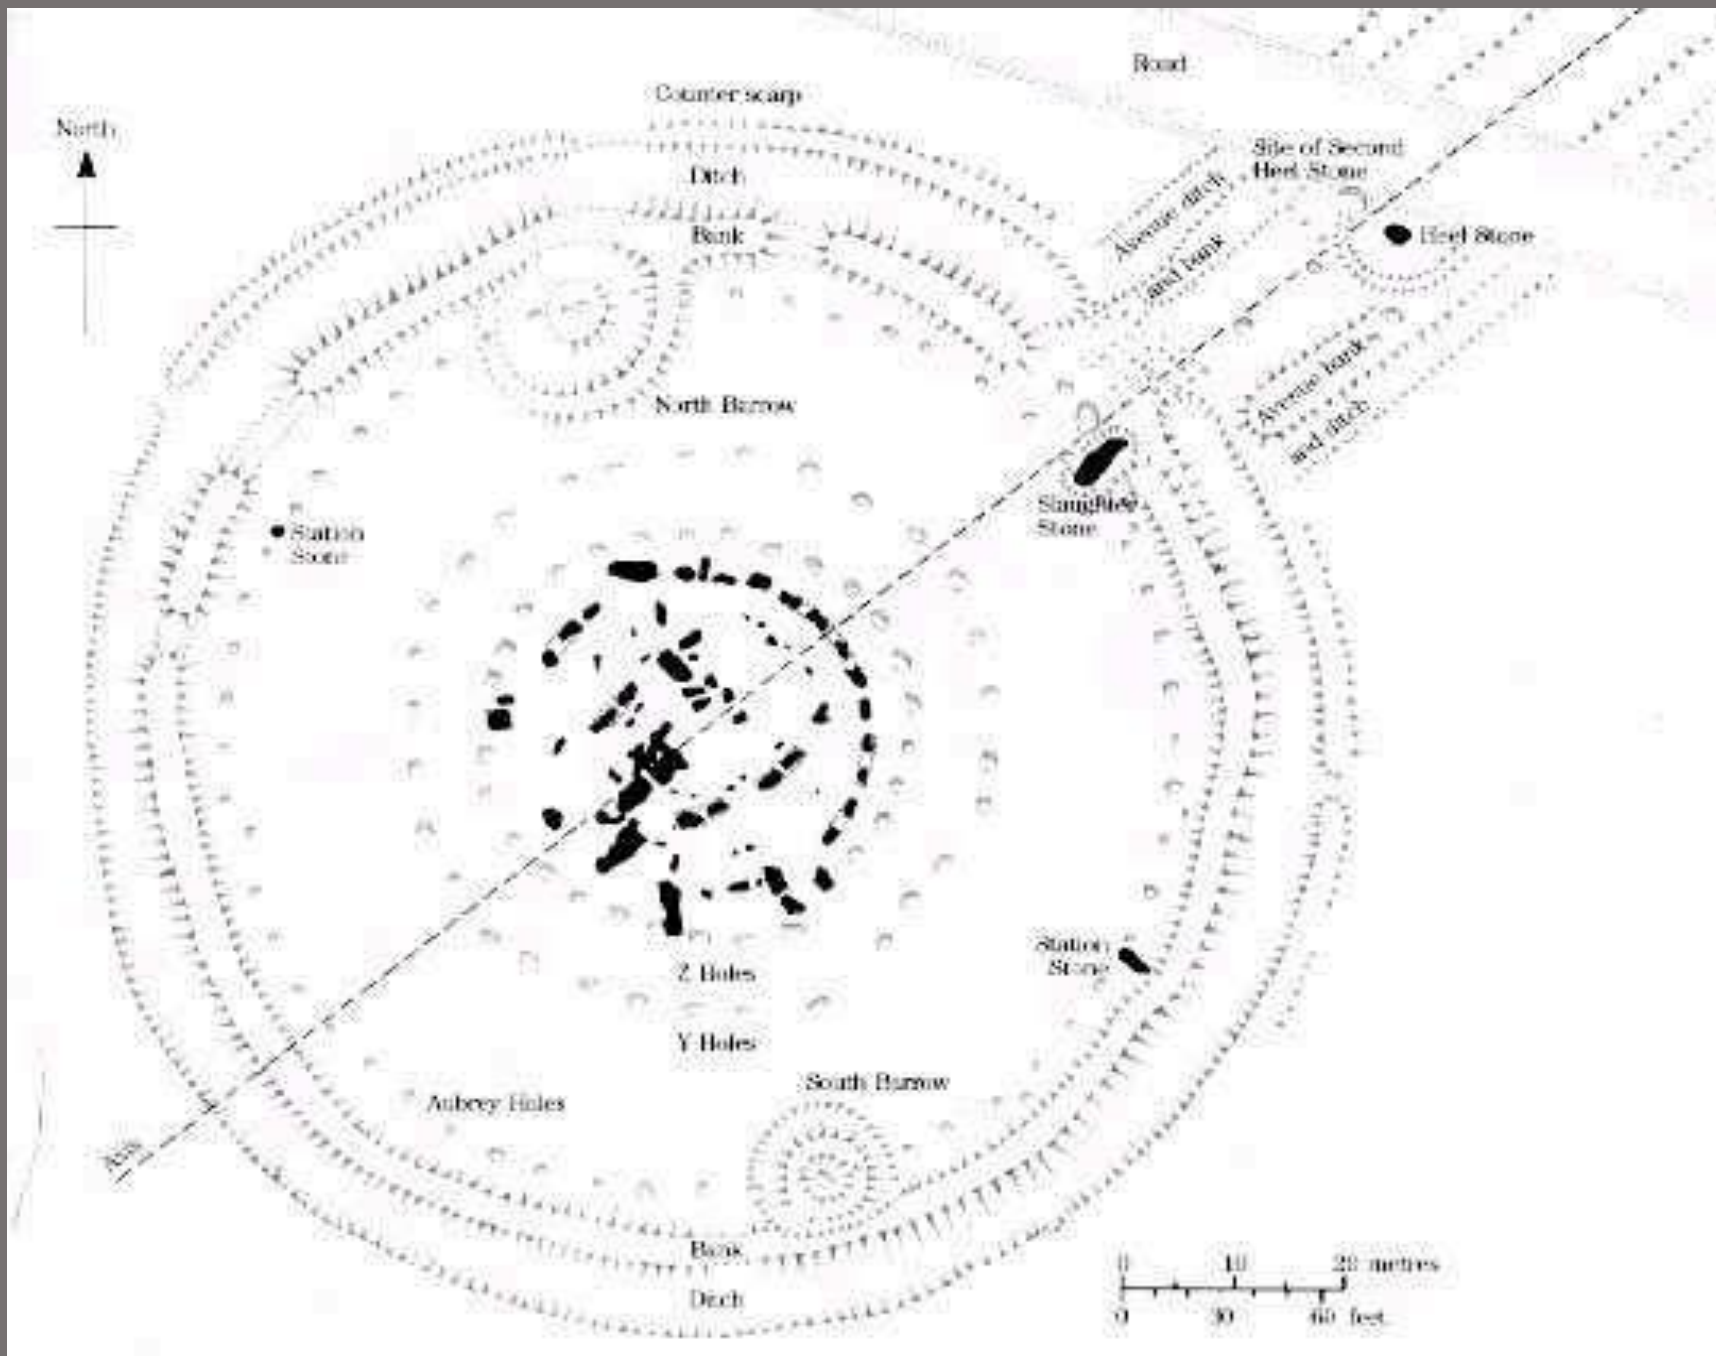 Road
Counter scarp
North
Site of Second
Heel Stone
Ditch
Avenue ditch
and bank
Bank
Heel Stone
Avenue bank
and ditch
North Barrow
Slaughter
Stone
Station
Stone
Station
Stone
Z Holes
Y Holes
South Barrow
Aubrey Holes
Axis
Bank
Ditch
0 10 20 metres
0 30 60 feet